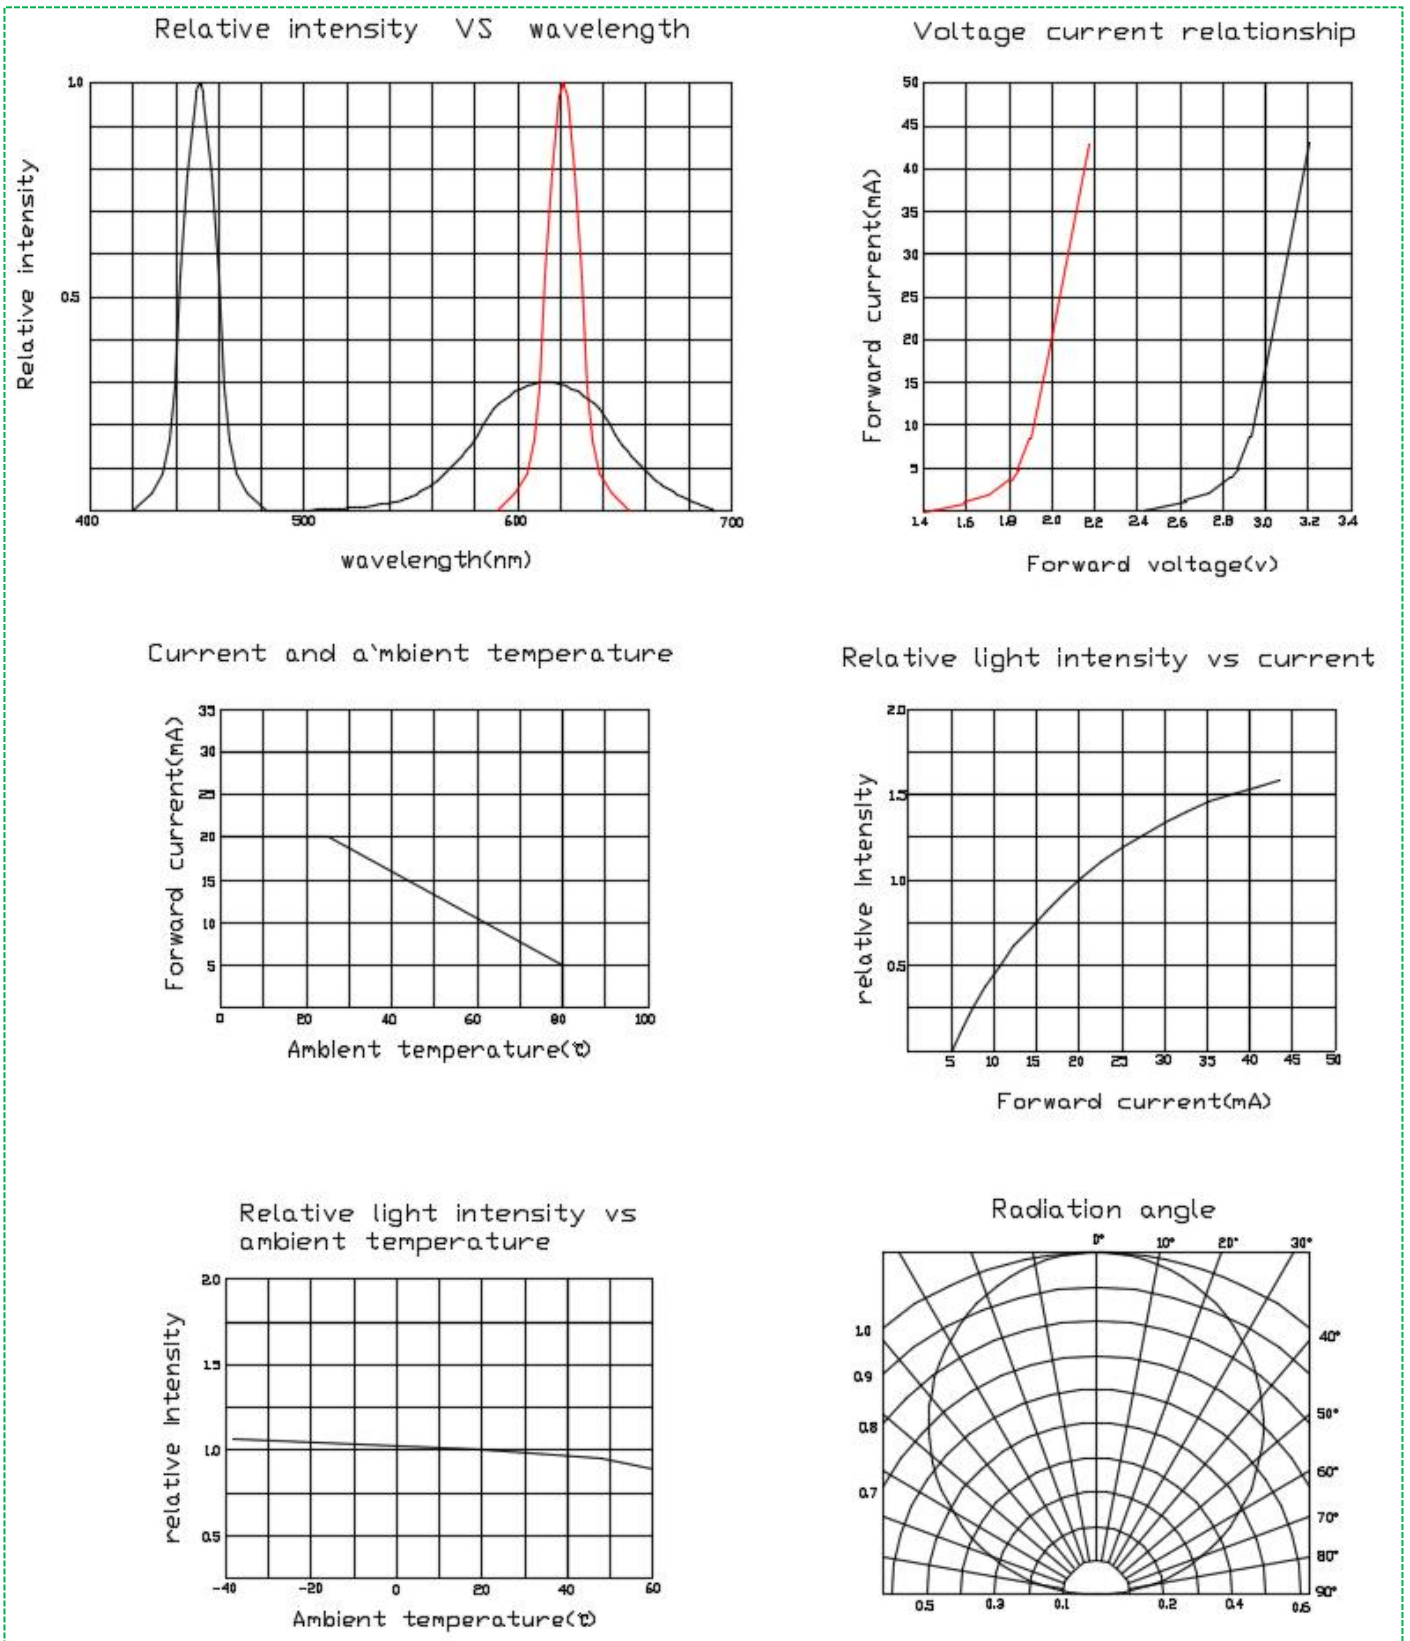 Relative intensity VS wavelength
1.0
0.5
Relative intensity
400 500 600 700
wavelength(nm)
Voltage current relationship
50
45
40
35
30
25
20
15
10
5
Forward current(mA)
1.4 1.6 1.8 2.0 2.2 2.4 2.6 2.8 3.0 3.2 3.4
Forward voltage(v)
Current and a`mbient temperature
35
30
25
20
15
10
5
Forward current(mA)
0 20 40 60 80 100
Ambient temperature(℃)
Relative light intensity vs current
2.0
1.5
1.0
0.5
relative Intensity
5 10 15 20 25 30 35 40 45 50
Forward current(mA)
Relative light intensity vs
ambient temperature
2.0
1.5
1.0
0.5
relative Intensity
-40 -20 0 20 40 60
Ambient temperature(℃)
Radiation angle
0° 10° 20° 30°
40°
50°
60°
70°
80°
90°
1.0
0.9
0.8
0.7
0.5 0.3 0.1 0.2 0.4 0.6